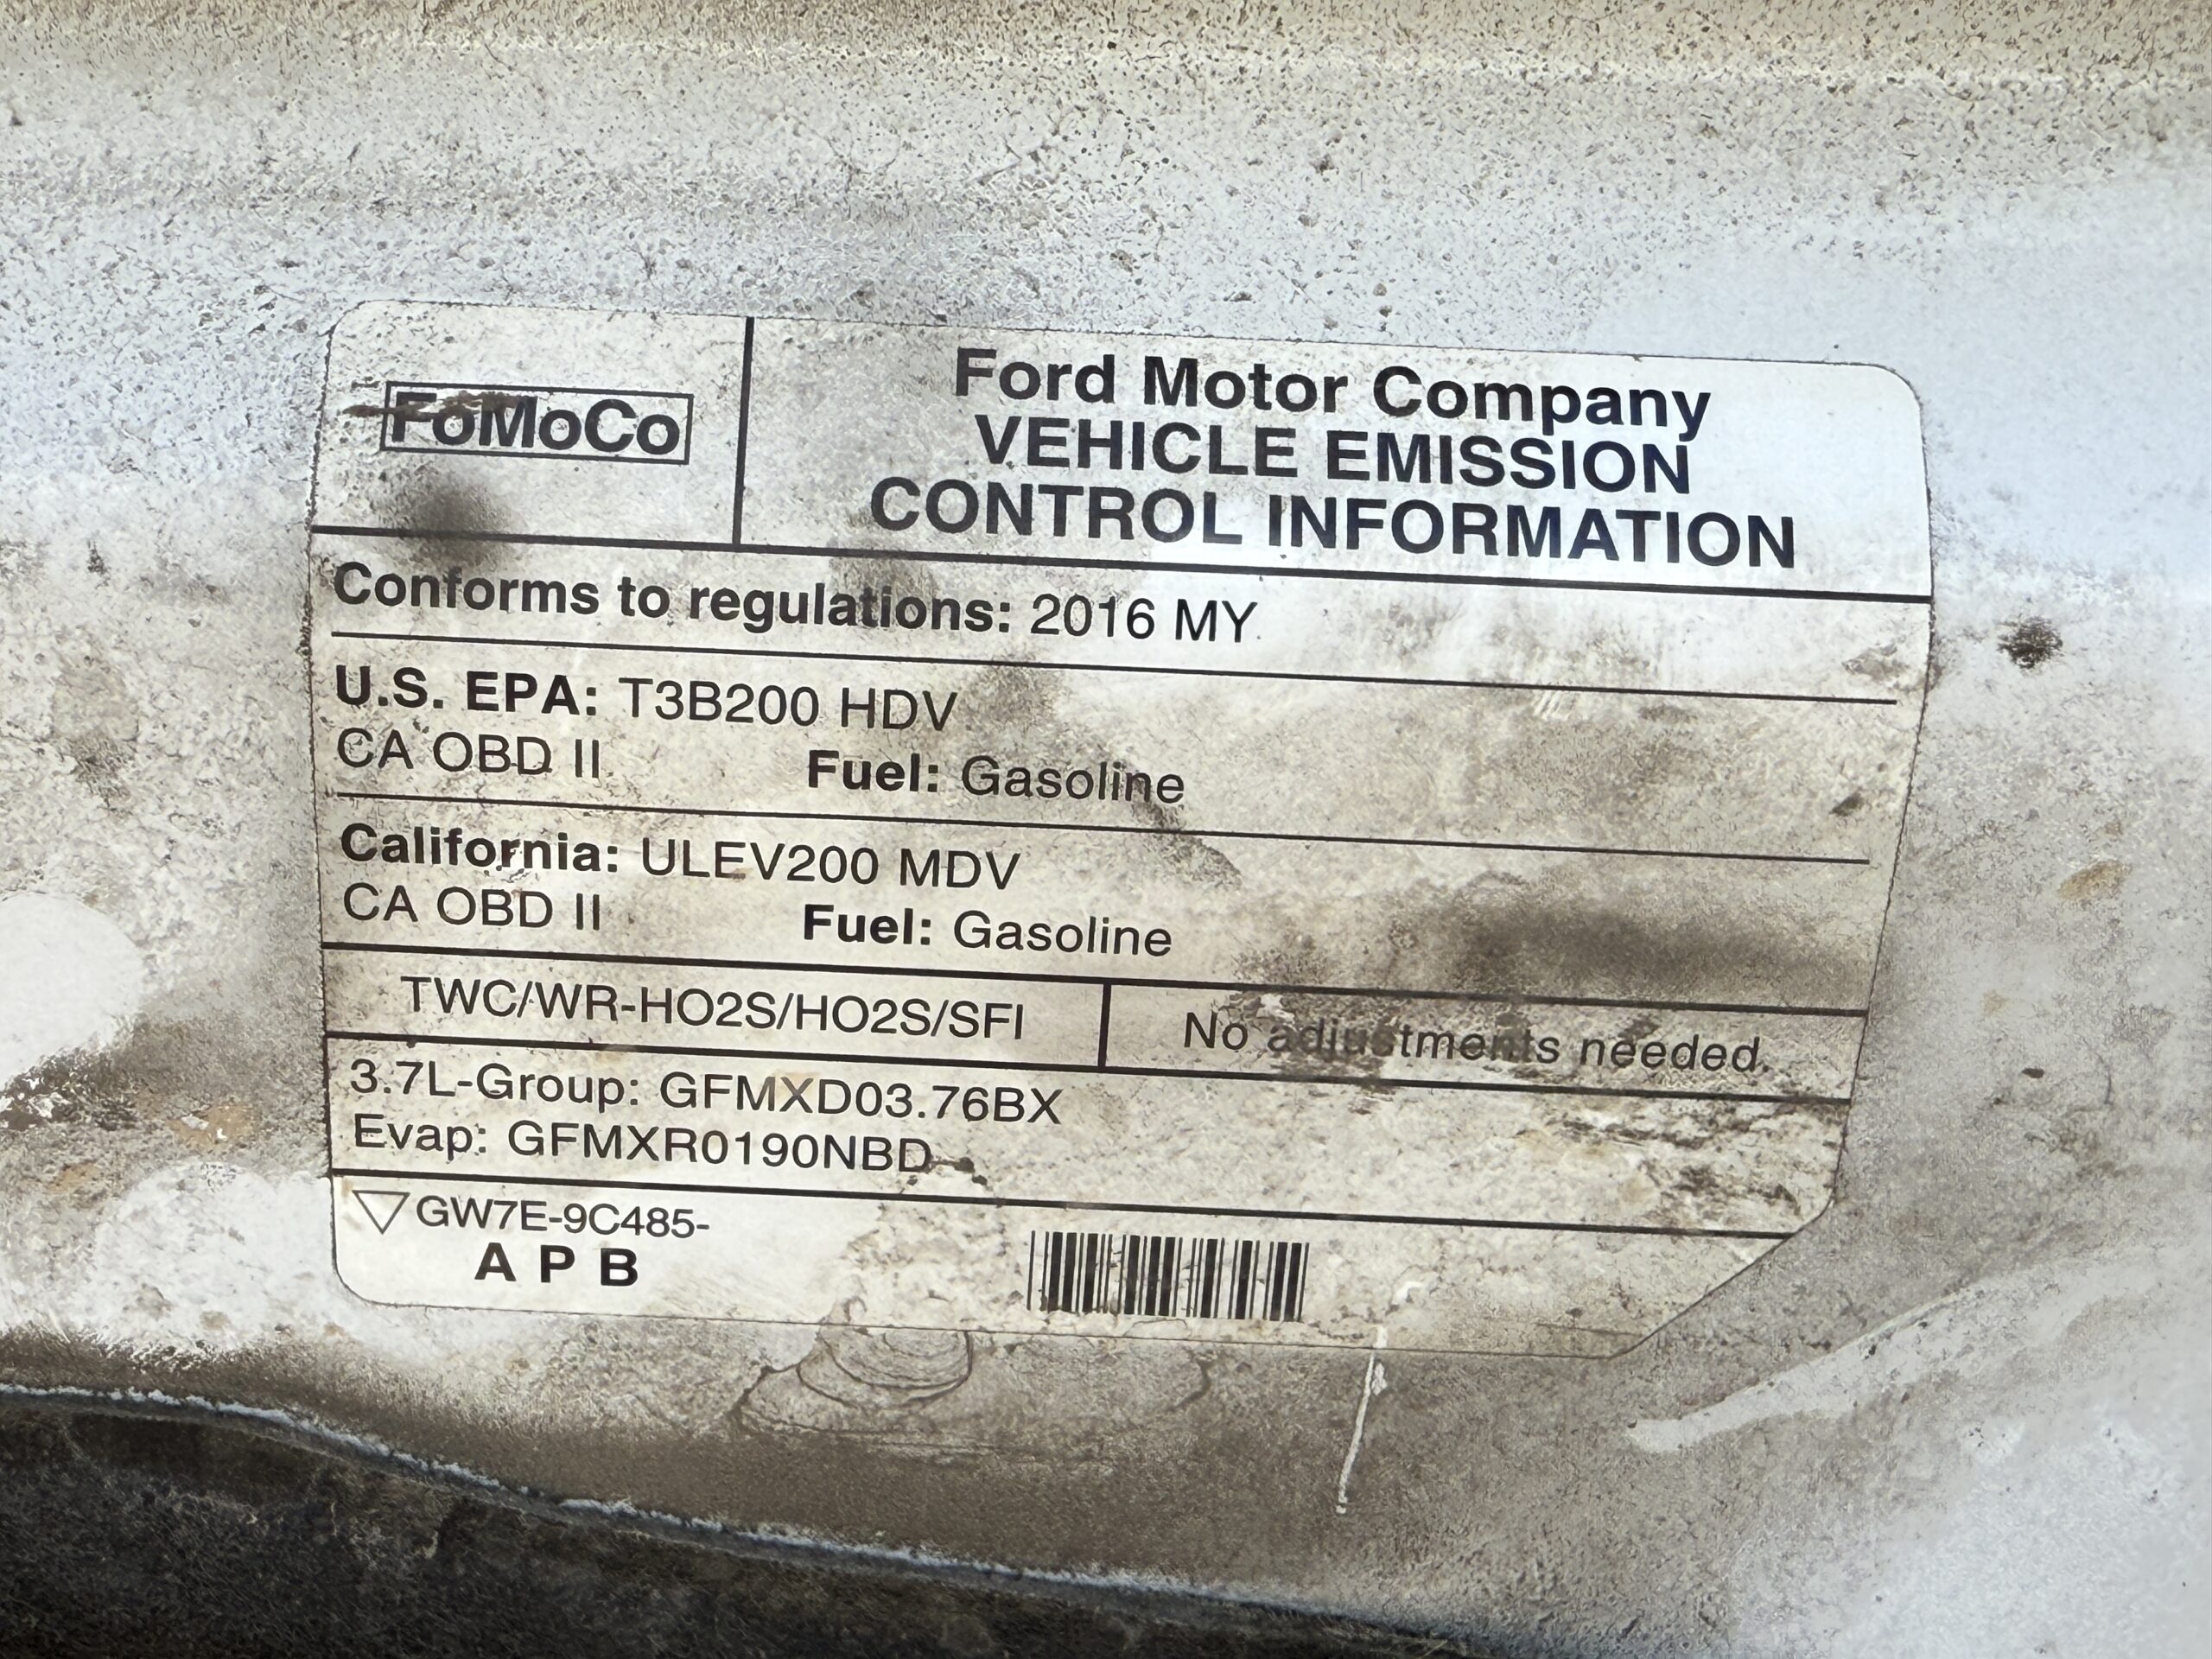 FoMoCo
Ford Motor Company
VEHICLE EMISSION
CONTROL INFORMATION
Conforms to regulations: 2016 MY
U.S. EPA: T3B200 HDV
CA OBD II Fuel: Gasoline
California: ULEV200 MDV
CA OBD II Fuel: Gasoline
TWC/WR-HO2S/HO2S/SFI
No adjustments needed.
3.7L-Group: GFMXD03.76BX
Evap: GFMXR0190NBD
GW7E-9C485-
A P B